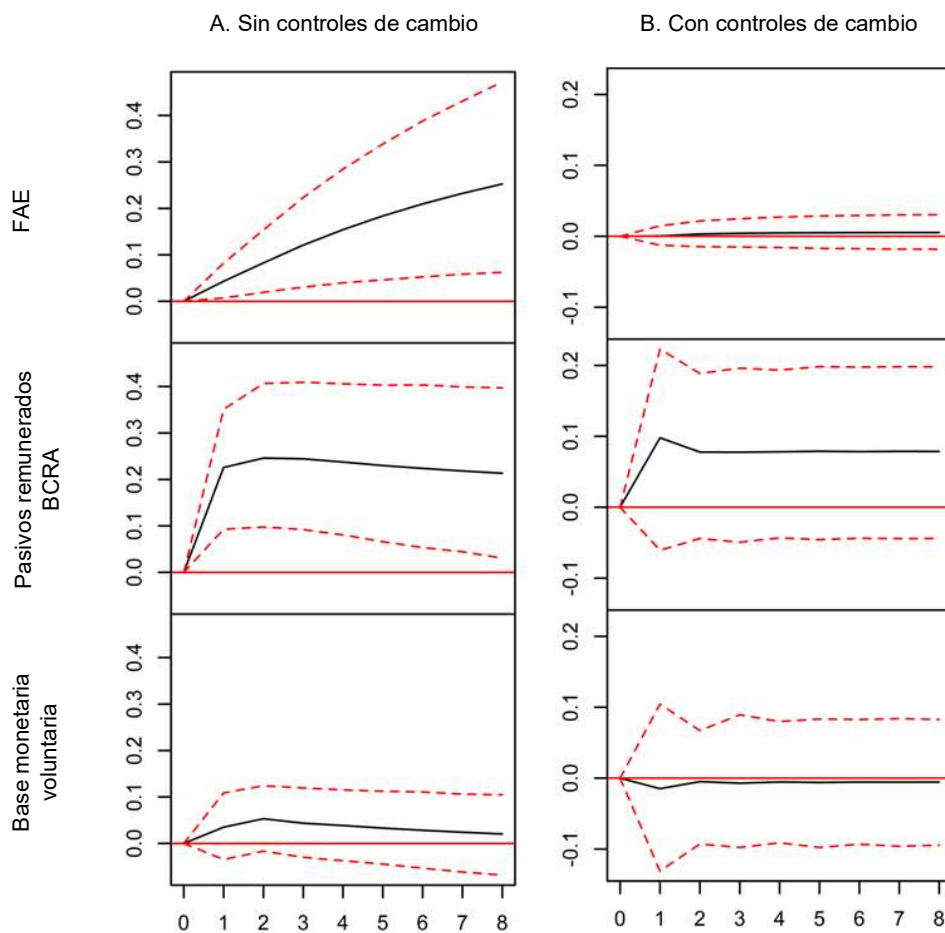 A. Sin controles de cambio
B. Con controles de cambio
FAE
0.0 0.1 0.2 0.3 0.4
-0.1 0.0 0.1 0.2
Pasivos remunerados
BCRA
0.0 0.1 0.2 0.3 0.4
-0.1 0.0 0.1 0.2
Base monetaria
voluntaria
0.0 0.1 0.2 0.3 0.4
-0.1 0.0 0.1 0.2
0 1 2 3 4 5 6 7 8
0 1 2 3 4 5 6 7 8